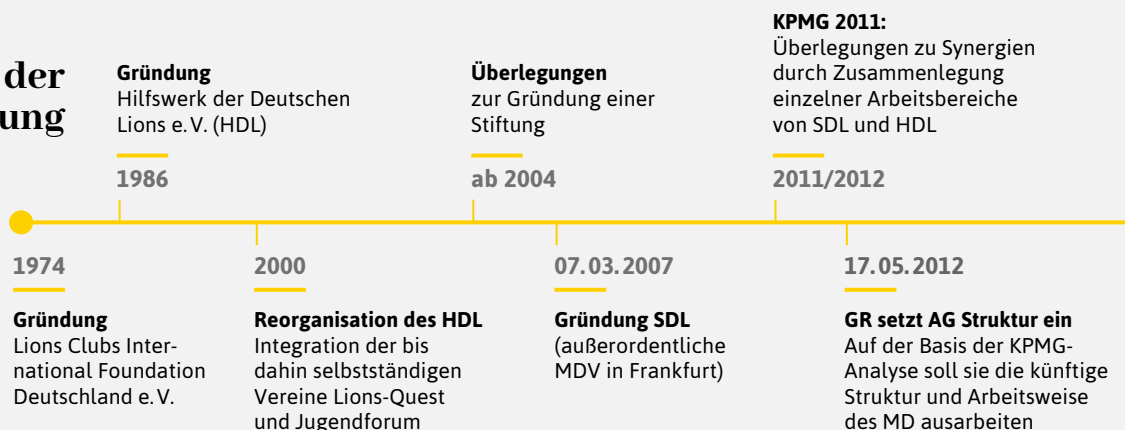 der
ung
Gründung
Hilfswerk der Deutschen
Lions e.V. (HDL)
1986
Überlegungen
zur Gründung einer
Stiftung
ab 2004
KPMG 2011:
Überlegungen zu Synergien
durch Zusammenlegung
einzelner Arbeitsbereiche
von SDL und HDL
2011/2012
1974
Gründung
Lions Clubs Inter-
national Foundation
Deutschland e.V.
2000
Reorganisation des HDL
Integration der bis
dahin selbstständigen
Vereine Lions-Quest
und Jugendforum
07.03.2007
Gründung SDL
(außerordentliche
MDV in Frankfurt)
17.05.2012
GR setzt AG Struktur ein
Auf der Basis der KPMG-
Analyse soll sie die künftige
Struktur und Arbeitsweise
des MD ausarbeiten